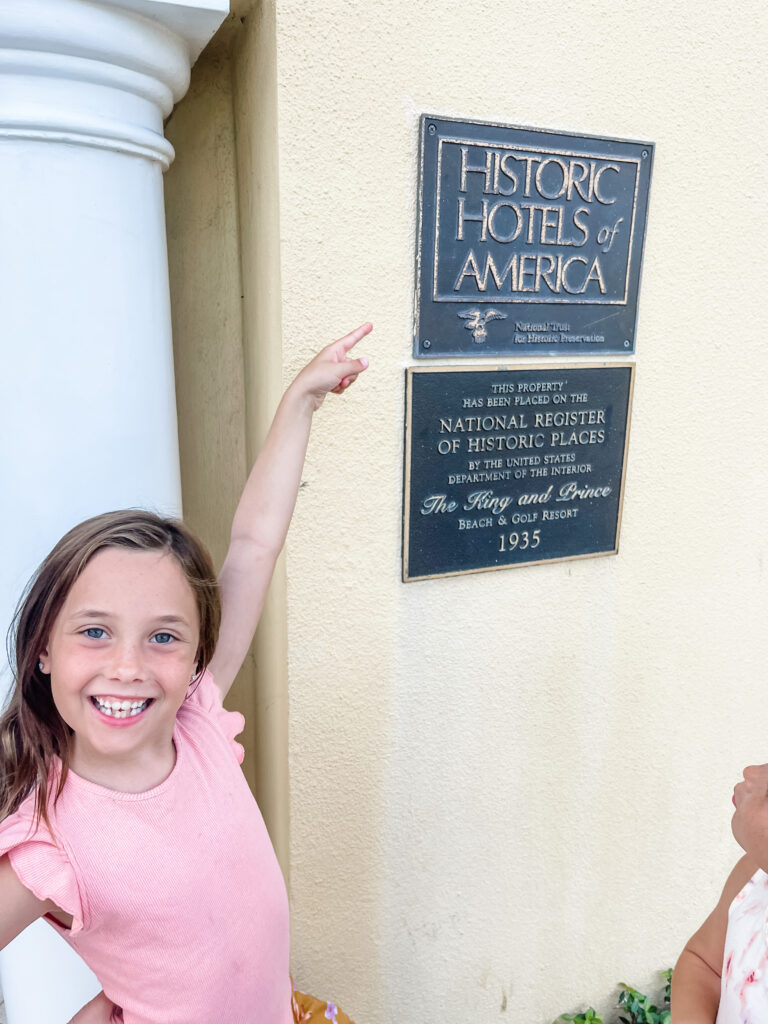 HISTORIC
HOTELS of
AMERICA
National Trust
for Historic Preservation
THIS PROPERTY
HAS BEEN PLACED ON THE
NATIONAL REGISTER
OF HISTORIC PLACES
BY THE UNITED STATES
DEPARTMENT OF THE INTERIOR
The King and Prince
BEACH & GOLF RESORT
1935